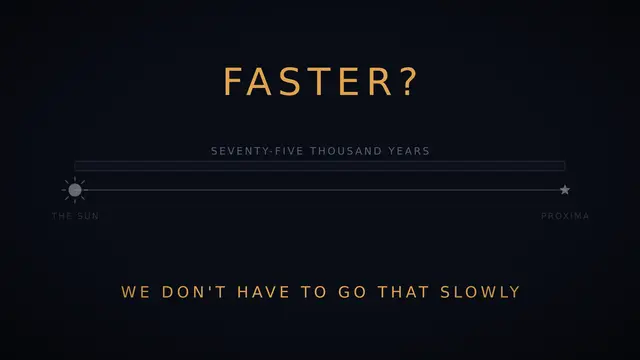 FASTER?
SEVENTY-FIVE THOUSAND YEARS
THE SUN
PROXIMA
WE DON'T HAVE TO GO THAT SLOWLY